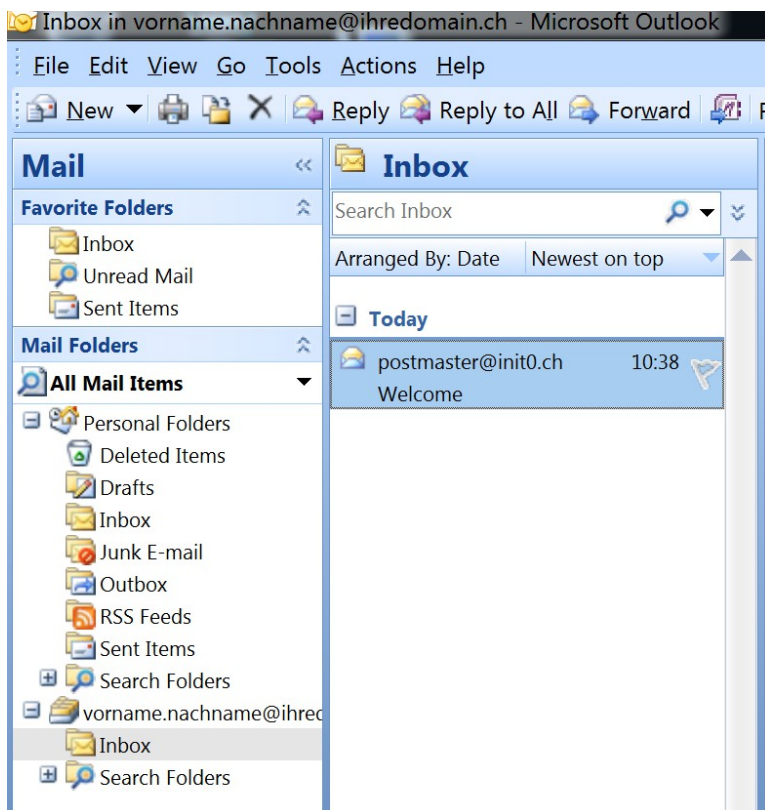 Inbox in vorname.nachname@ihredomain.ch - Microsoft Outlook
File Edit View Go Tools Actions Help
New Reply Reply to All Forward
Mail
Favorite Folders
Inbox
Unread Mail
Sent Items
Mail Folders
All Mail Items
Personal Folders
Deleted Items
Drafts
Inbox
Junk E-mail
Outbox
RSS Feeds
Sent Items
Search Folders
vorname.nachname@ihred
Inbox
Search Folders
Inbox
Search Inbox
Arranged By: Date Newest on top
Today
postmaster@init0.ch 10:38
Welcome